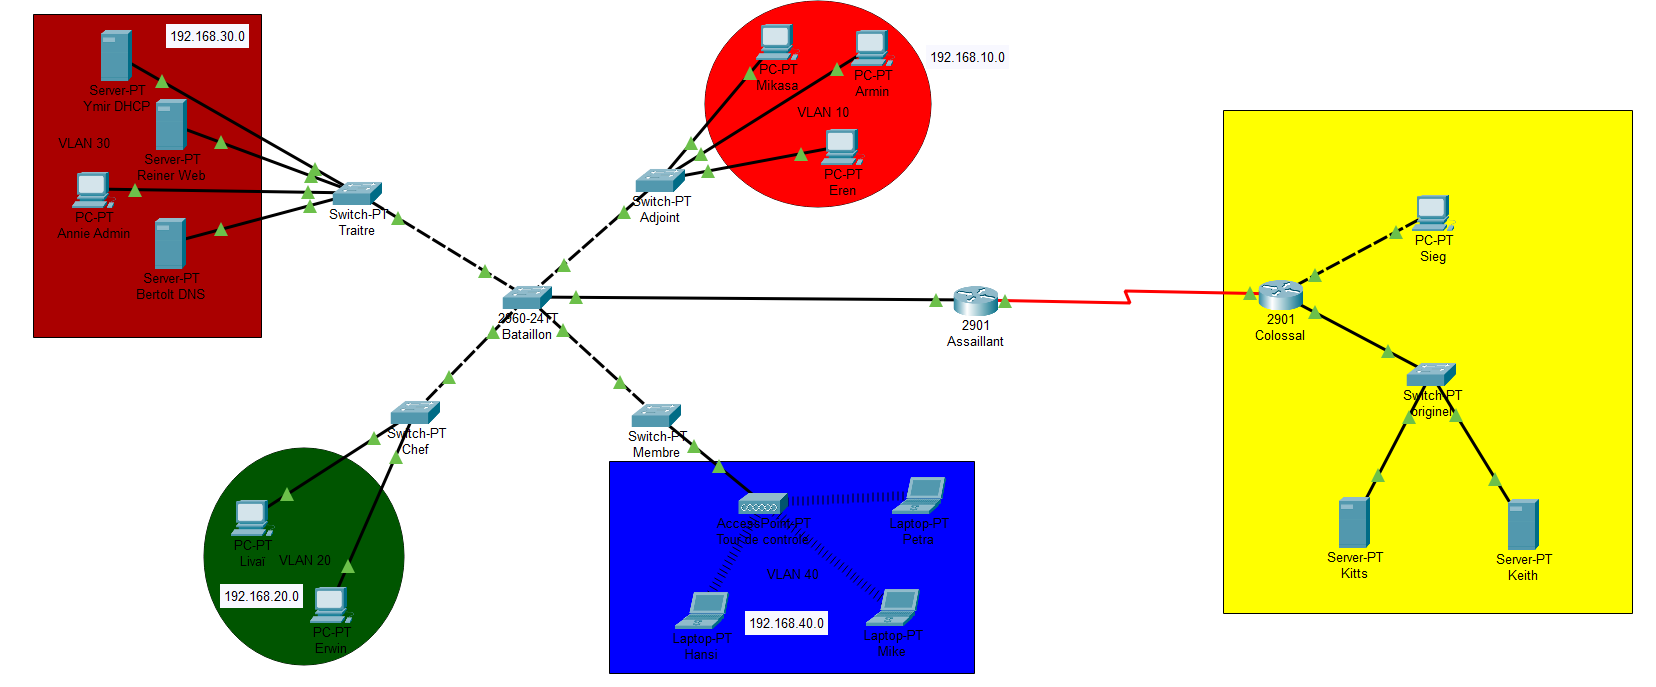 192.168.30.0
Server-PT
Ymir DHCP
VLAN 30
Server-PT
Reiner Web
PC-PT
Annie Admin
Server-PT
Bertolt DNS
Switch-PT
Traitre
PC-PT
Mikasa
PC-PT
Armin
192.168.10.0
VLAN 10
PC-PT
Eren
Switch-PT
Adjoint
2960-24TT
Bataillon
2901
Assaillant
PC-PT
Sieg
2901
Colossal
Switch-PT
originel
Server-PT
Kitts
Server-PT
Keith
Switch-PT
Chef
Switch-PT
Membre
PC-PT
Livaï
VLAN 20
192.168.20.0
PC-PT
Erwin
AccessPoint-PT
Tour de controle
Laptop-PT
Petra
VLAN 40
192.168.40.0
Laptop-PT
Hansi
Laptop-PT
Mike